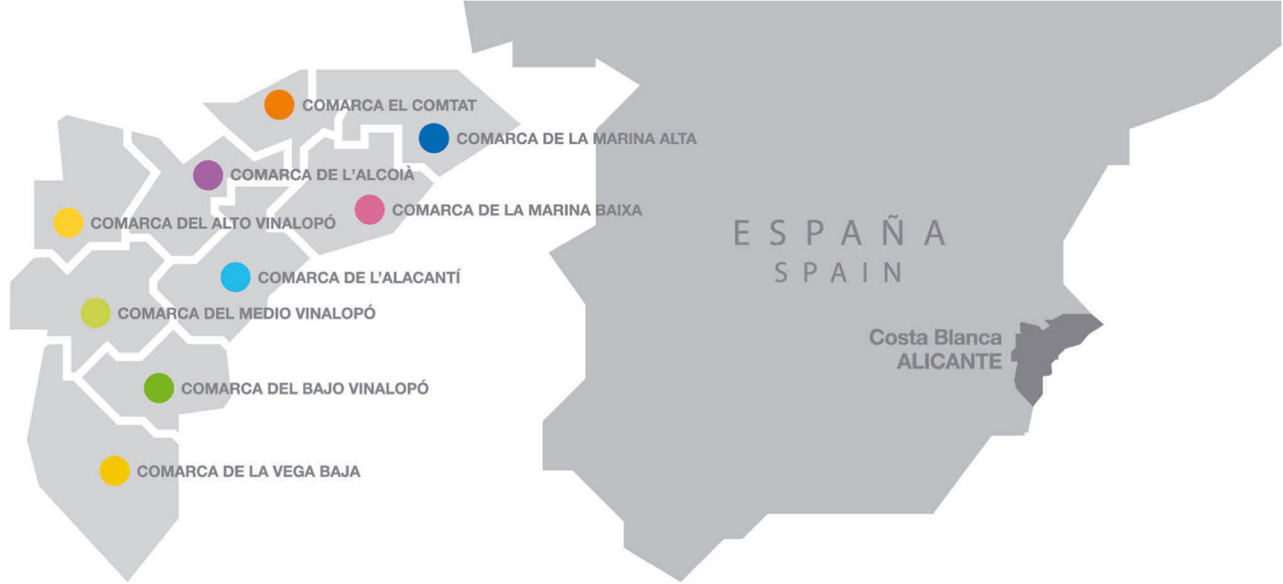 COMARCA EL COMTAT
COMARCA DE LA MARINA ALTA
COMARCA DE L'ALCOIÀ
COMARCA DE LA MARINA BAIXA
COMARCA DEL ALTO VINALOPÓ
COMARCA DE L'ALACANTÍ
COMARCA DEL MEDIO VINALOPÓ
COMARCA DEL BAJO VINALOPÓ
COMARCA DE LA VEGA BAJA
ESPAÑA
SPAIN
Costa Blanca
ALICANTE